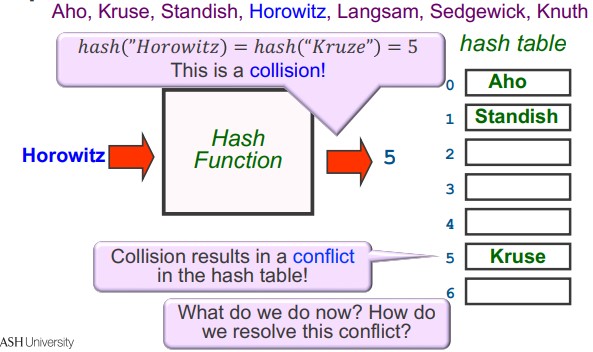 Aho, Kruse, Standish, Horowitz, Langsam, Sedgewick, Knuth
hash("Horowitz) = hash(“Kruze”) = 5
This is a collision!
hash table
0 Aho
1 Standish
2
3
4
5 Kruse
6
Horowitz
Hash
Function
5
Collision results in a conflict
in the hash table!
What do we do now? How do
we resolve this conflict?
ASH University